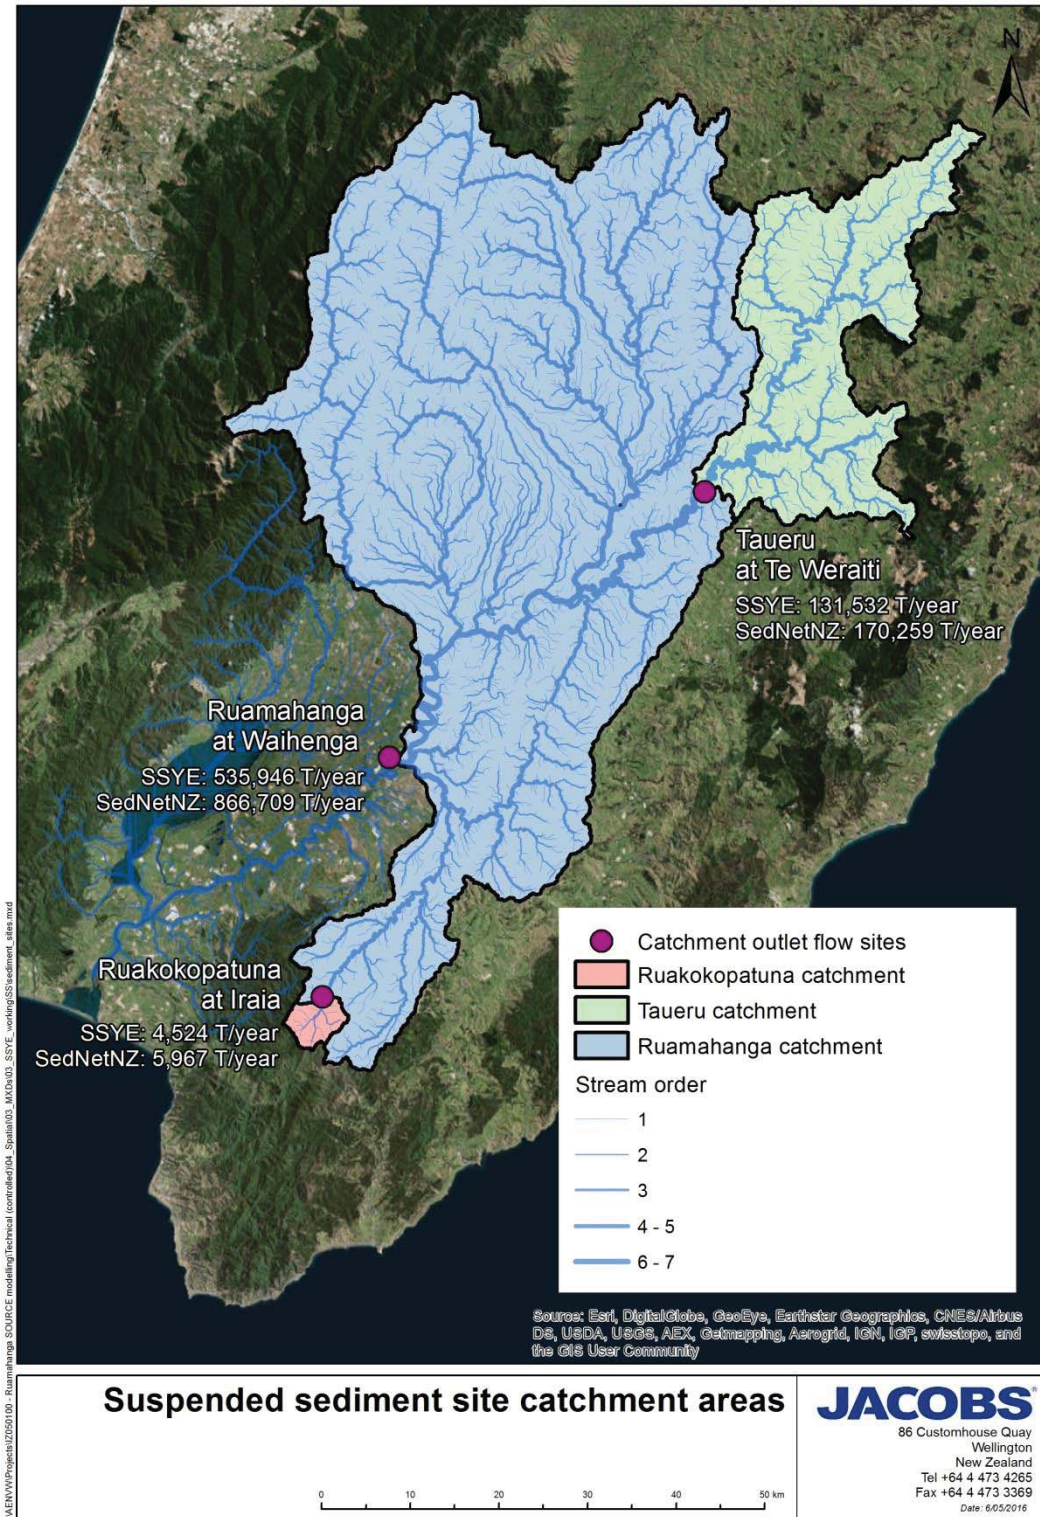 N
Taueru
at Te Weraiti
SSYE: 131,532 T/year
SedNetNZ: 170,259 T/year
Ruamahanga
at Waihenga
SSYE: 535,946 T/year
SedNetNZ: 866,709 T/year
Ruakokopatuna
at Iraia
SSYE: 4,524 T/year
SedNetNZ: 5,967 T/year
Catchment outlet flow sites
Ruakokopatuna catchment
Taueru catchment
Ruamahanga catchment
Stream order
1
2
3
4 - 5
6 - 7
Source: Esri, DigitalGlobe, GeoEye, Earthstar Geographics, CNES/Airbus
DS, USDA, USGS, AEX, Getmapping, Aerogrid, IGN, IGP, swisstopo, and
the GIS User Community
Suspended sediment site catchment areas
0 10 20 30 40 50 km
JACOBS®
86 Customhouse Quay
Wellington
New Zealand
Tel +64 4 473 4265
Fax +64 4 473 3369
Date: 6/05/2016